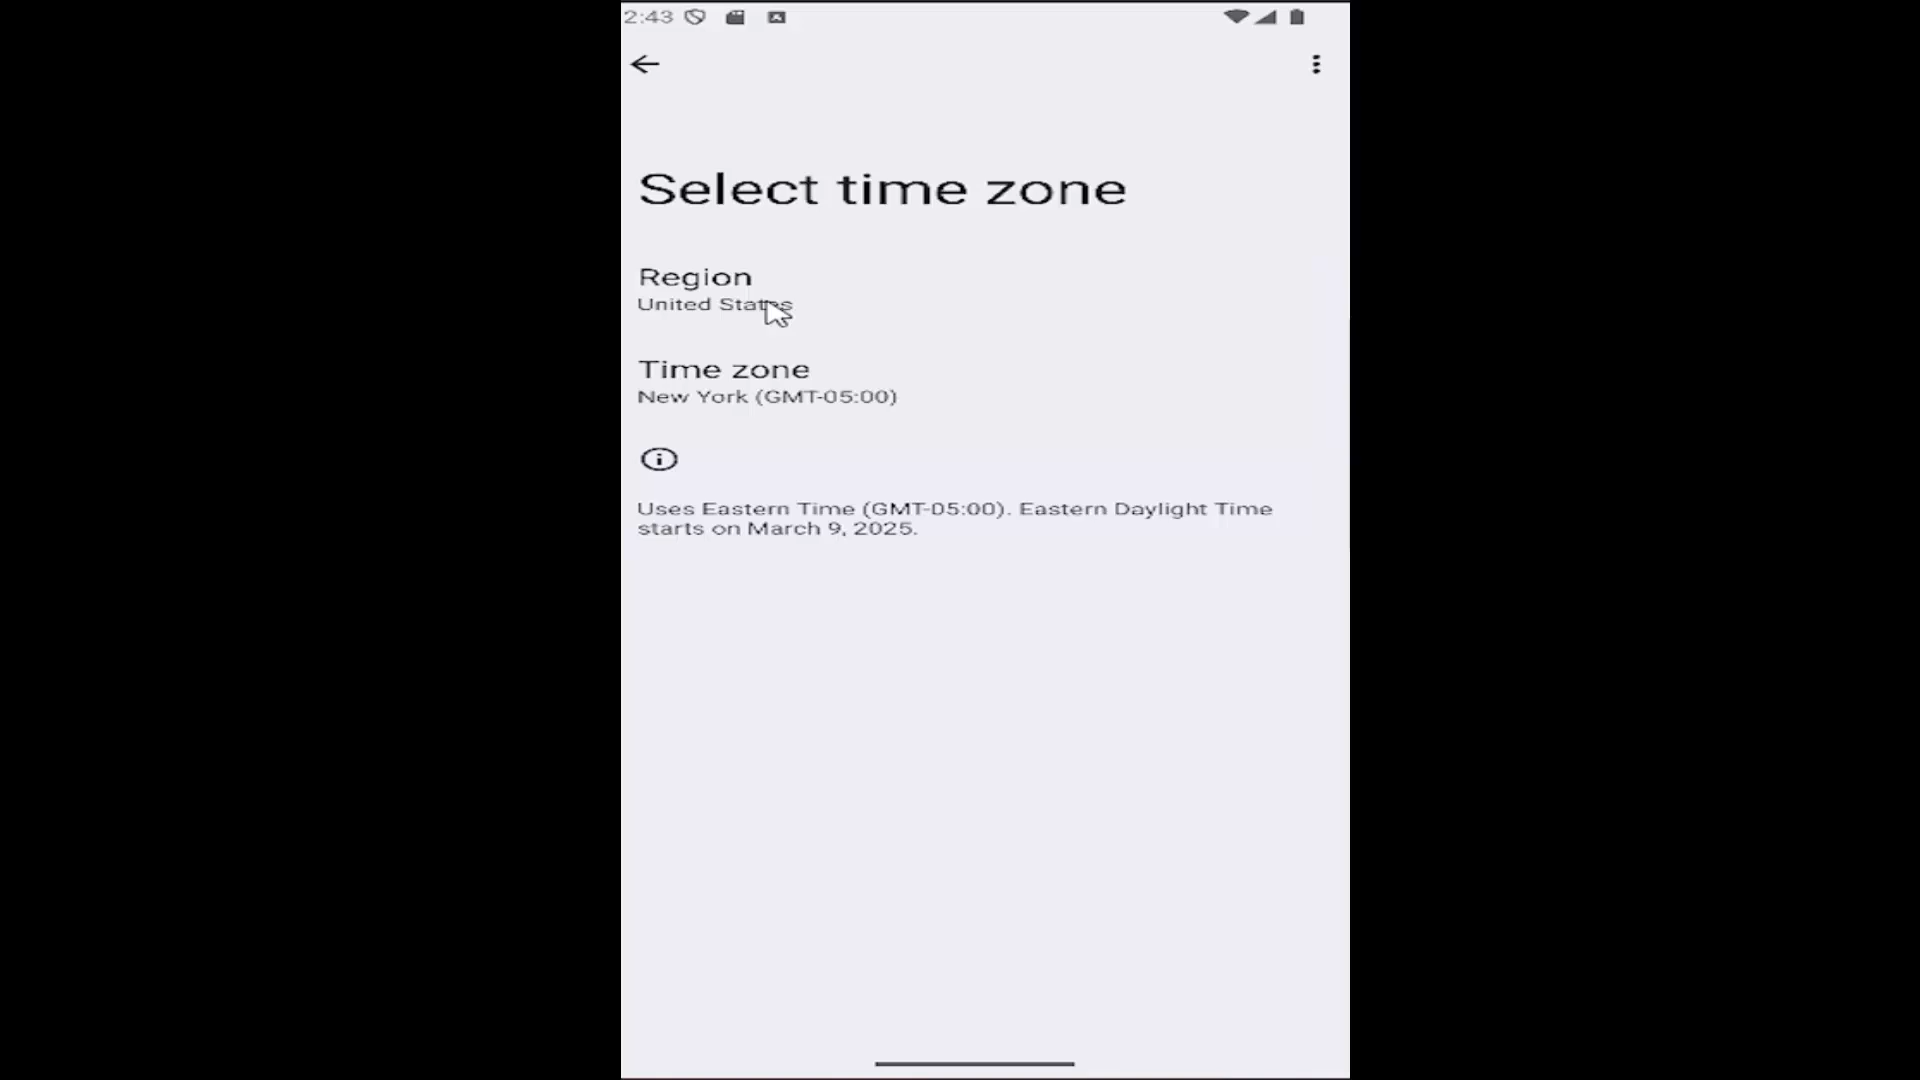 2:43
Select time zone
Region
United States
Time zone
New York (GMT-05:00)
Uses Eastern Time (GMT-05:00). Eastern Daylight Time
starts on March 9, 2025.